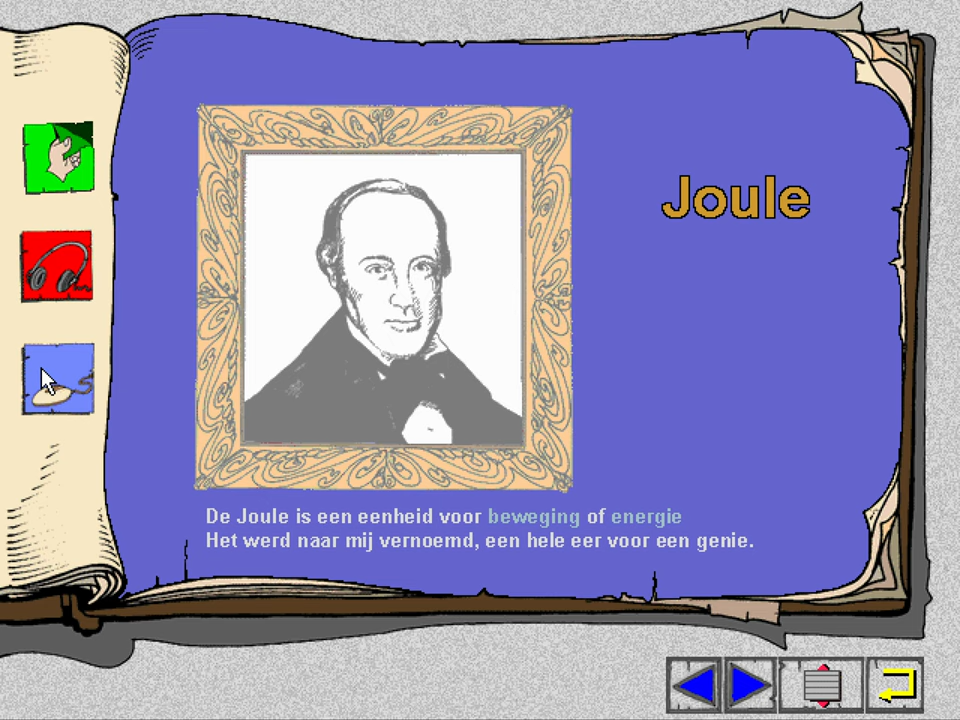 Joule
De Joule is een eenheid voor beweging of energie
Het werd naar mij vernoemd, een hele eer voor een genie.